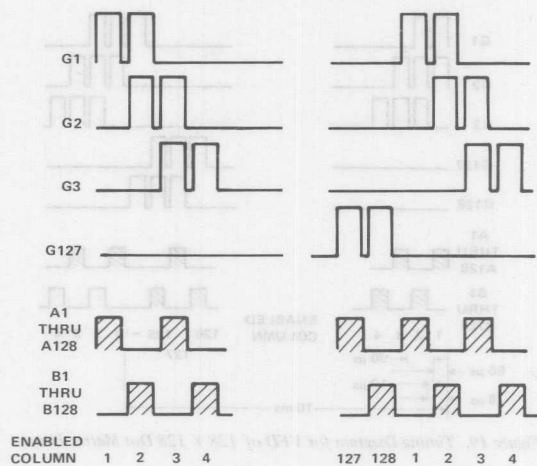 G1
G2
G3
G127
A1
THRU
A128
B1
THRU
B128
ENABLED
COLUMN 1 2 3 4 127 128 1 2 3 4